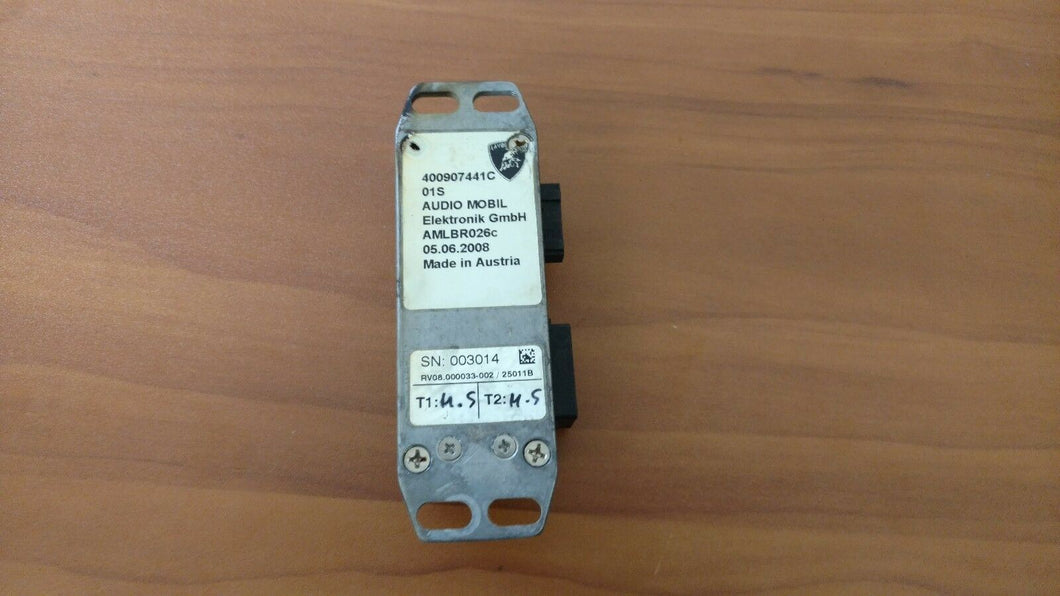 400907441C
01S
AUDIO MOBIL
Elektronik GmbH
AMLBR026c
05.06.2008
Made in Austria
SN: 003014
RV08.000033-002 / 25011B
T1: M.S T2: M.S